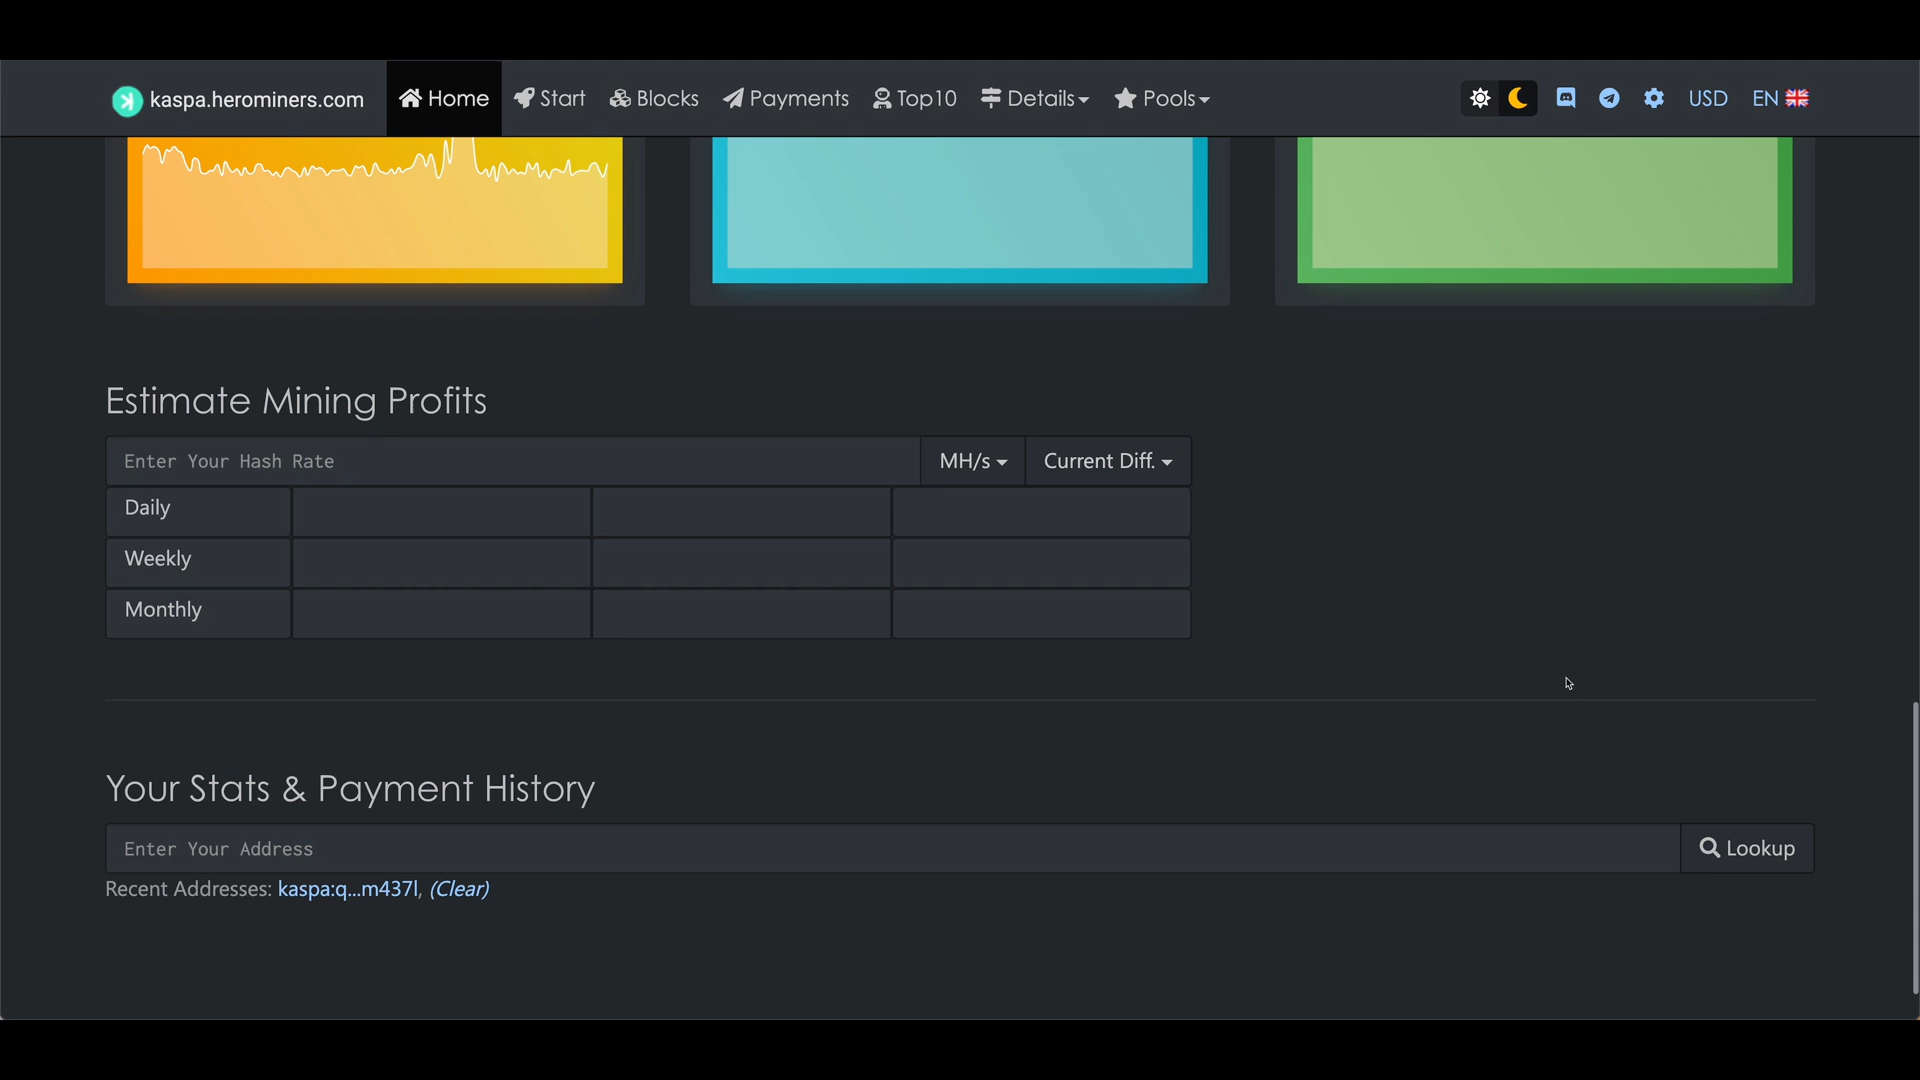 kaspa.herominers.com Home Start Blocks Payments Top10 Details Pools USD EN
Estimate Mining Profits
Enter Your Hash Rate MH/s Current Diff.
Daily
Weekly
Monthly
Your Stats & Payment History
Enter Your Address Lookup
Recent Addresses: kaspa:q...m437l, (Clear)